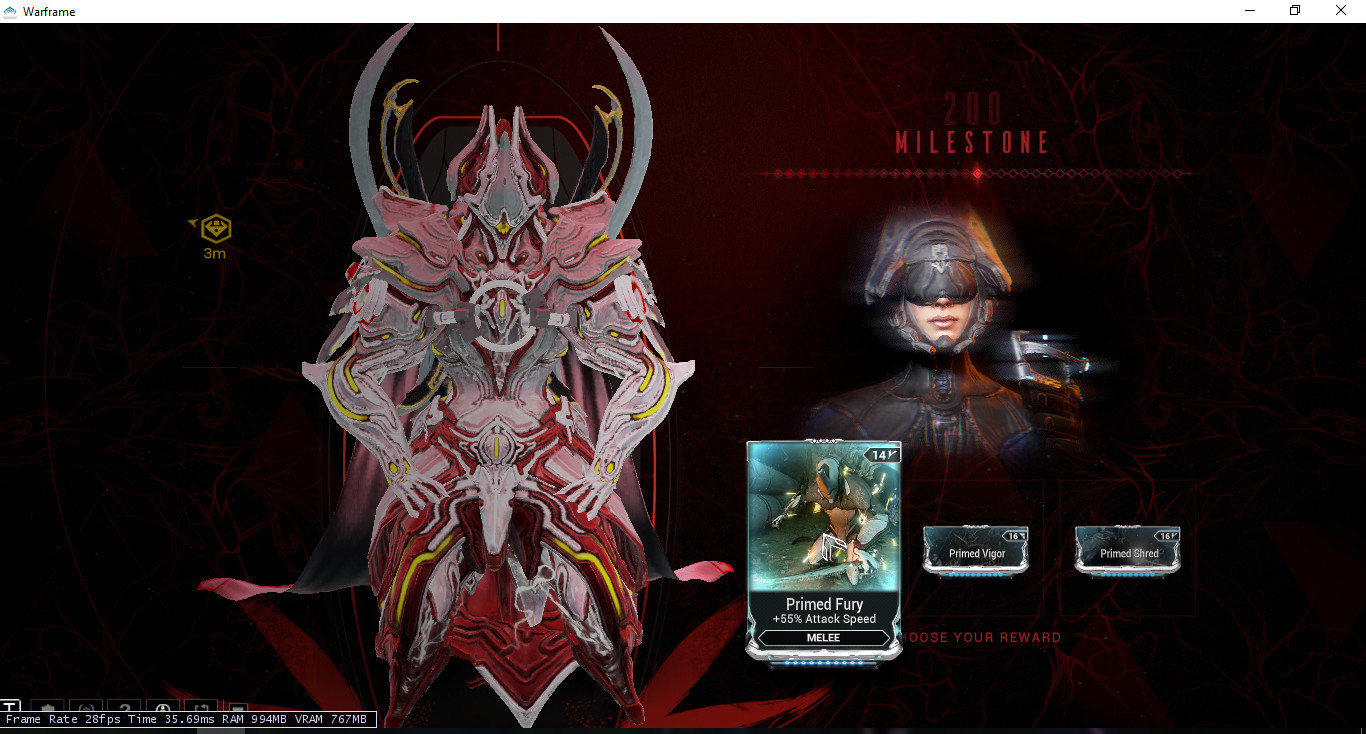 Warframe
200
MILESTONE
3m
14
Primed Fury
+55% Attack Speed
MELEE
16
Primed Vigor
16
Primed Shred
OOSE YOUR REWARD
Frame Rate 28fps Time 35.69ms RAM 994MB VRAM 767MB